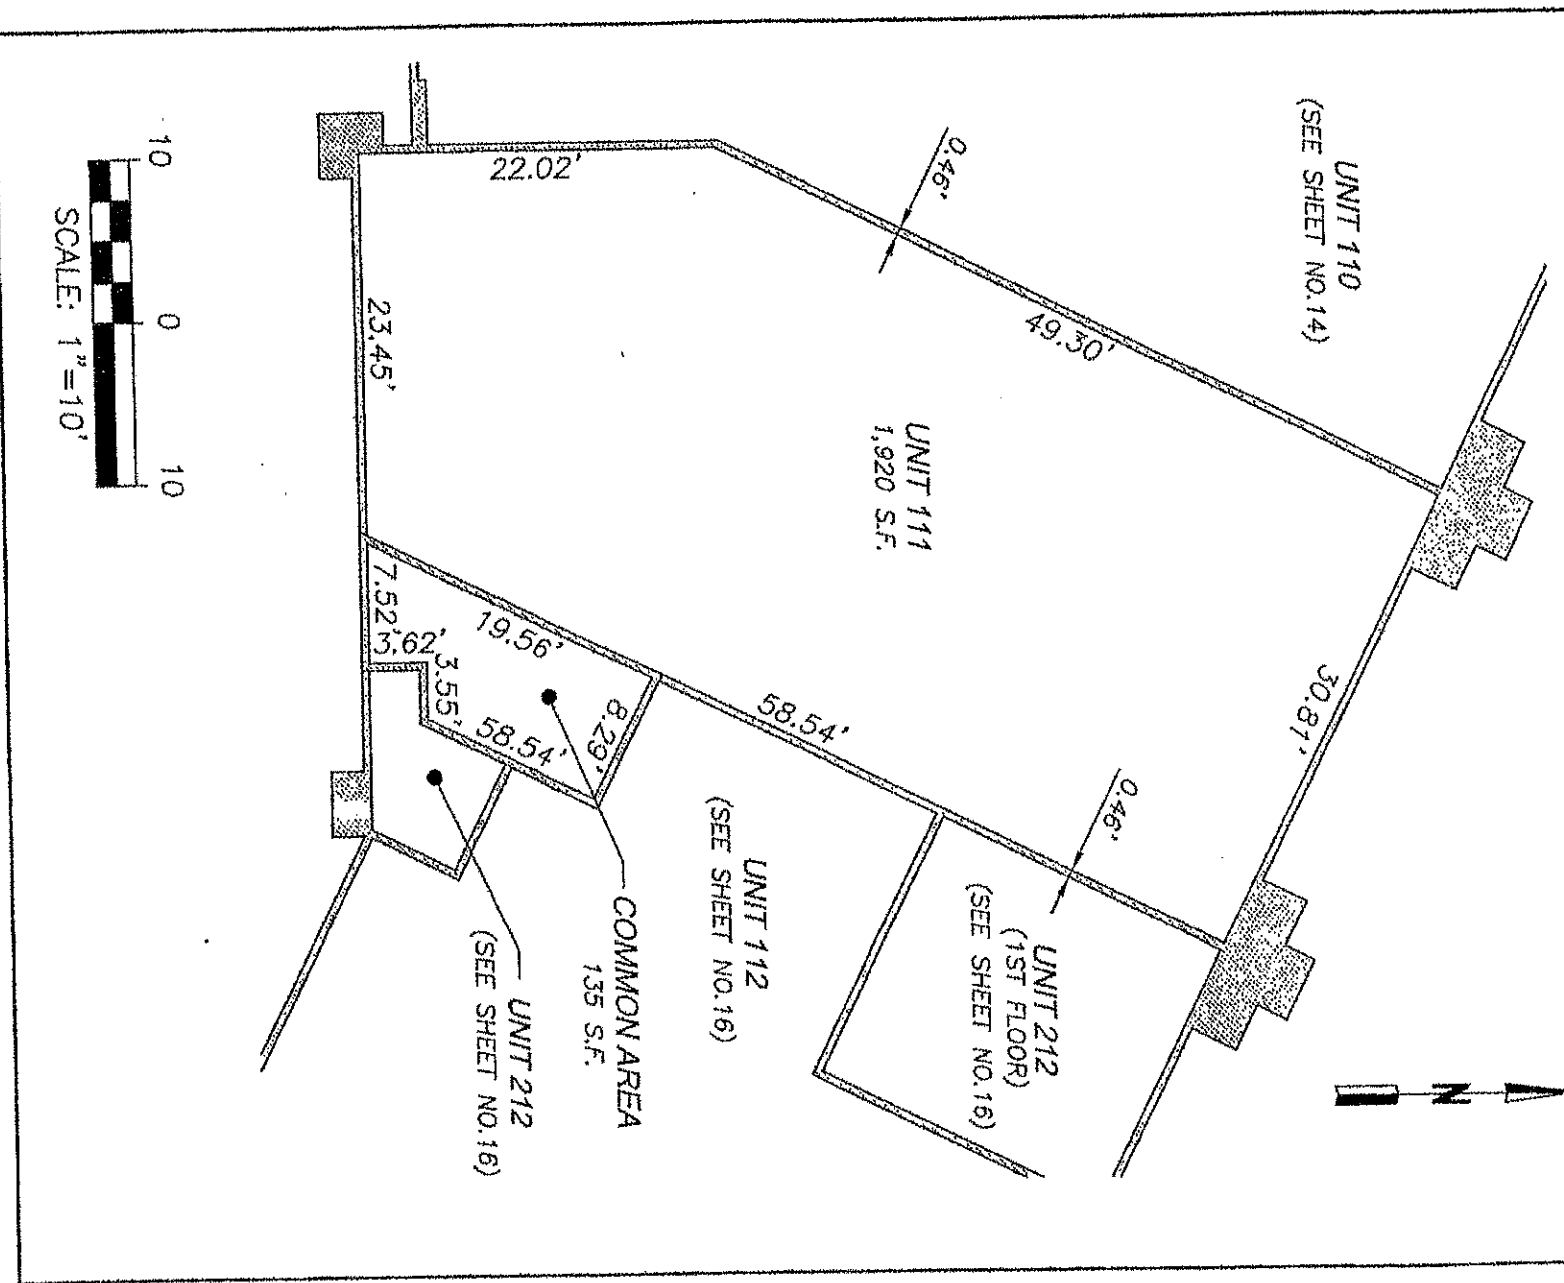 UNIT 110
(SEE SHEET NO.14)
0.46'
22.02'
49.30'
UNIT 111
1,920 S.F.
30.81'
23.45'
19.56'
58.54'
0.46'
7.52'
3.62'
3.55'
58.54'
8.29'
UNIT 212
(1ST FLOOR)
(SEE SHEET NO.16)
UNIT 112
(SEE SHEET NO.16)
COMMON AREA
135 S.F.
UNIT 212
(SEE SHEET NO.16)
N
10 0 10
SCALE: 1"=10'